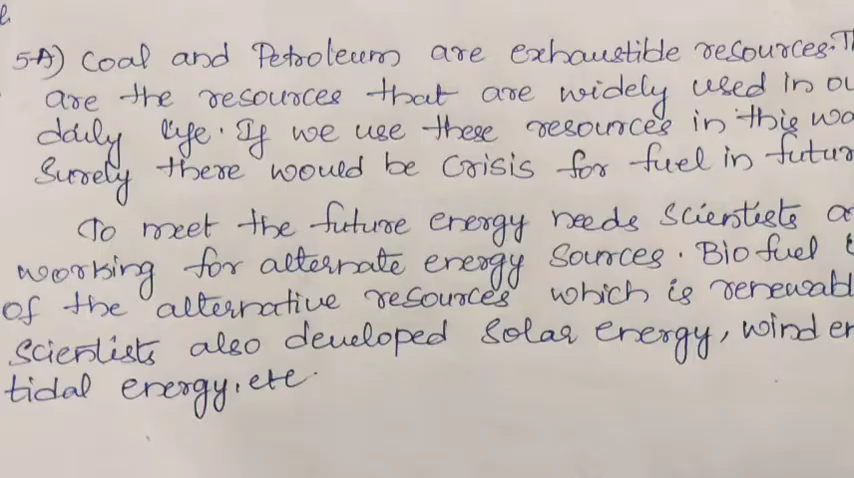 5A) Coal and Petroleum are exhaustible resources. Th
are the resources that are widely used in ou
daily life. If we use these resources in this wa
Surely there would be Crisis for fuel in futur
To meet the future energy needs Scientists a
working for alternate energy Sources. Bio fuel
of the alternative resources which is renewabl
Scientists also developed Solar energy, wind en
tidal energy, etc.